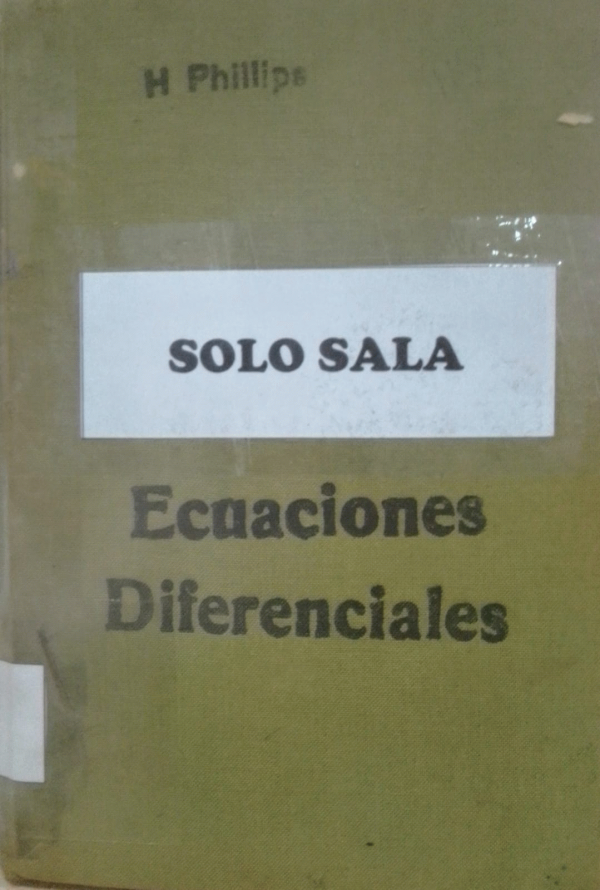 H Phillips
SOLO SALA
Ecuaciones
Diferenciales